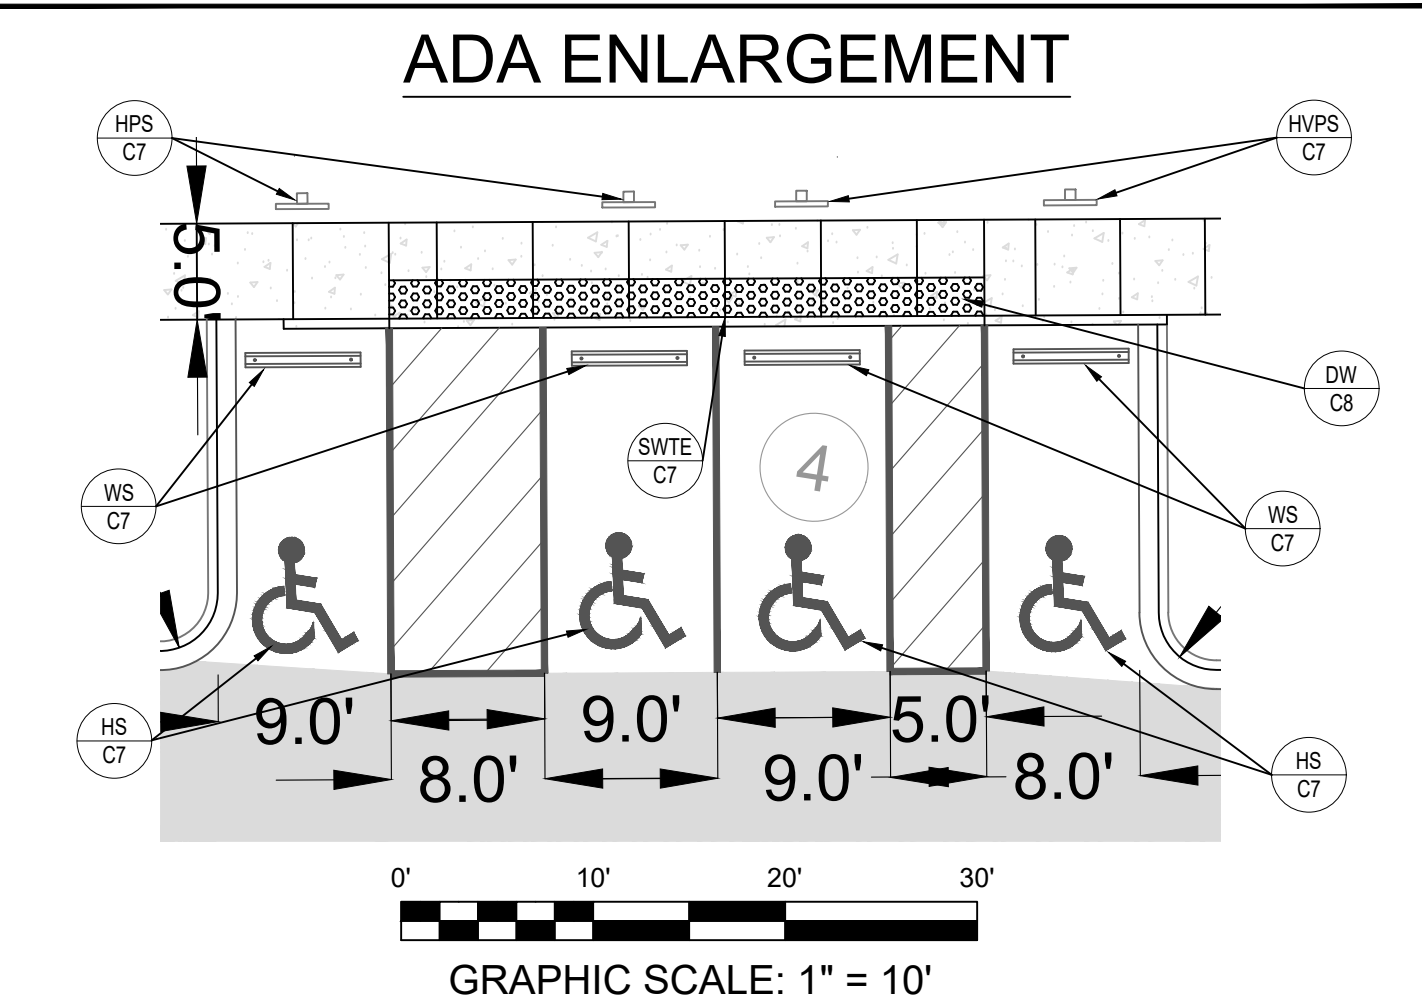 ADA ENLARGEMENT
HPS
C7
HVPS
C7
5.0'
DW
C8
SWTE
C7
4
WS
C7
WS
C7
HS
C7
9.0'
9.0'
5.0'
8.0'
9.0'
8.0'
HS
C7
0' 10' 20' 30'
GRAPHIC SCALE: 1" = 10'